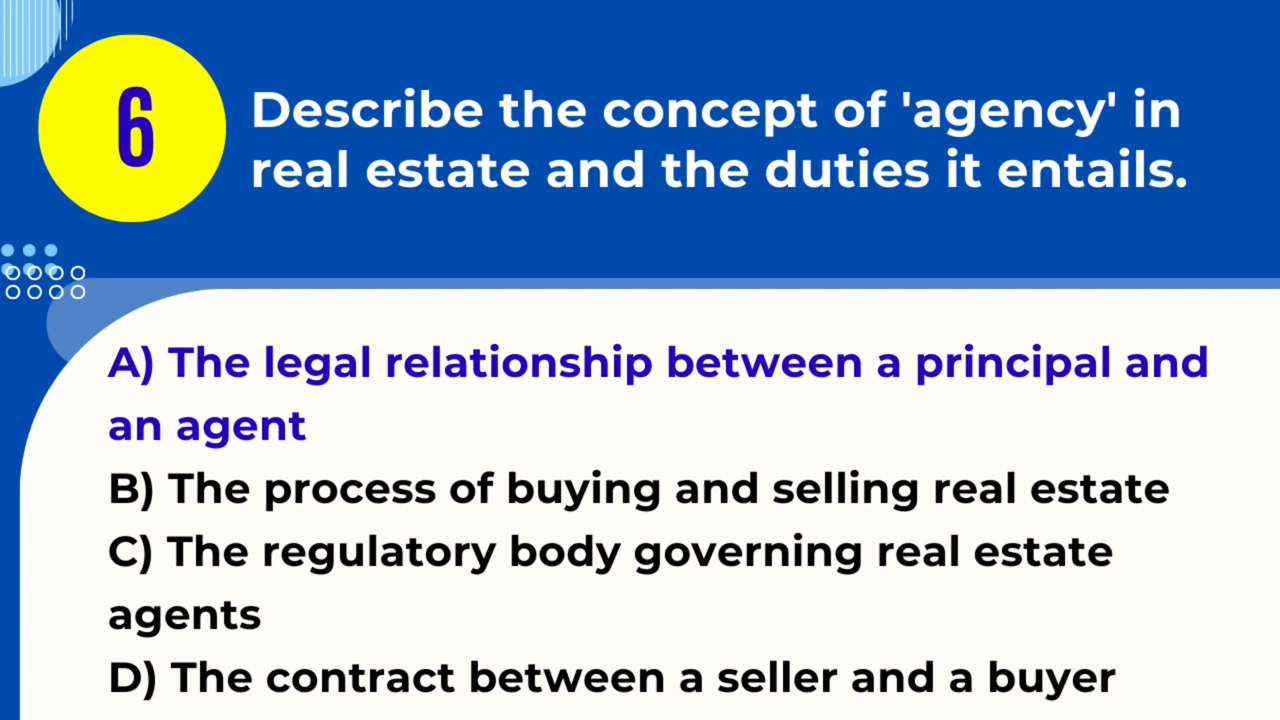 6
Describe the concept of 'agency' in
real estate and the duties it entails.
A) The legal relationship between a principal and
an agent
B) The process of buying and selling real estate
C) The regulatory body governing real estate
agents
D) The contract between a seller and a buyer